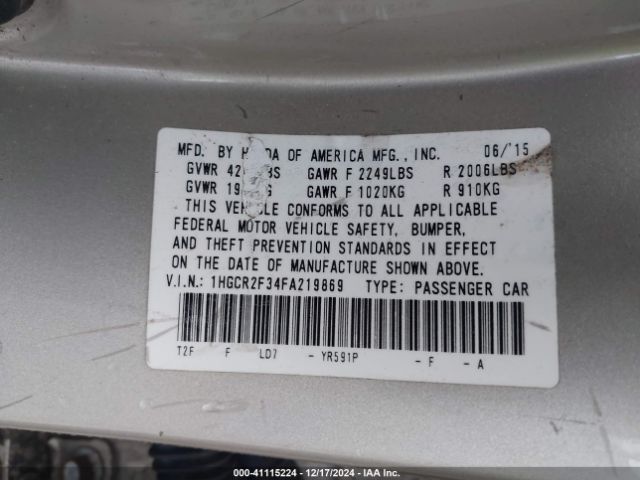 MFD. BY H DA OF AMERICA MFG., INC. 06/'15
GVWR 42 BS GAWR F 2249LBS R 2006LBS
GVWR 19 G GAWR F 1020KG R 910KG
THIS VEH CLE CONFORMS TO ALL APPLICABLE
FEDERAL MOTOR VEHICLE SAFETY, BUMPER,
AND THEFT PREVENTION STANDARDS IN EFFECT
ON THE DATE OF MANUFACTURE SHOWN ABOVE.
V.I.N.: 1HGCR2F34FA219869 TYPE: PASSENGER CAR
T2F F LD7 - YR591P - F - A
000-41115224 - 12/17/2024 - IAA Inc.